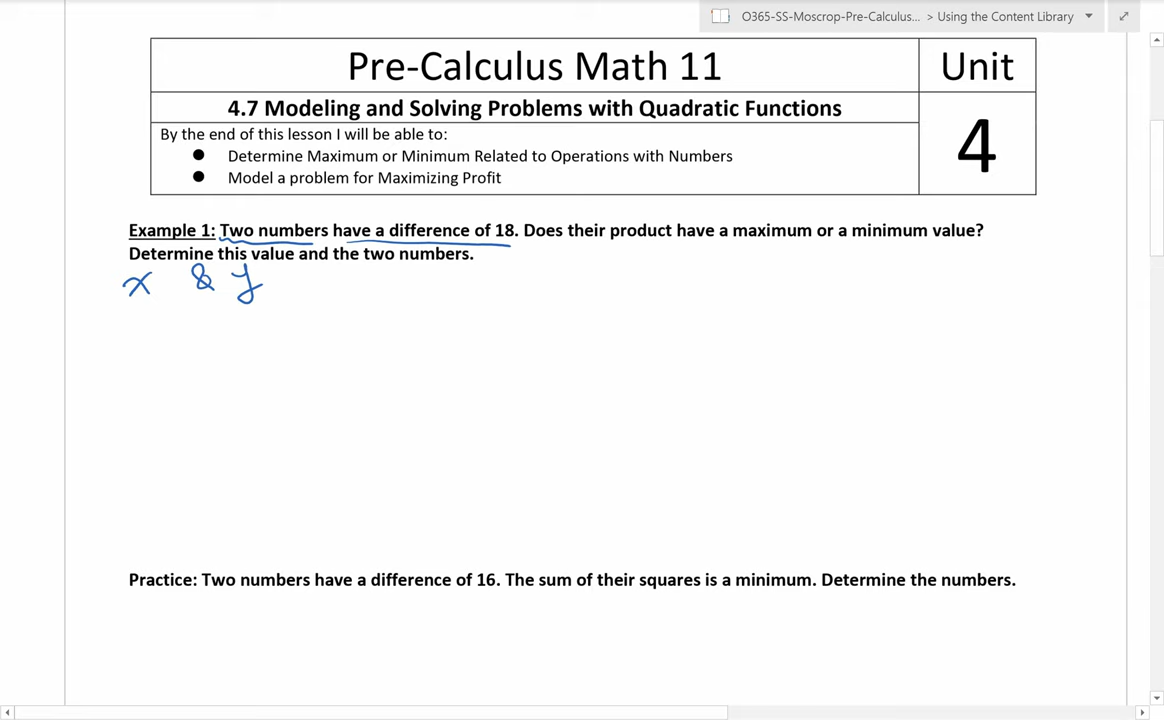 O365-SS-Moscrop-Pre-Calculus... > Using the Content Library
Pre-Calculus Math 11
Unit
4.7 Modeling and Solving Problems with Quadratic Functions
4
By the end of this lesson I will be able to:
● Determine Maximum or Minimum Related to Operations with Numbers
● Model a problem for Maximizing Profit
Example 1: Two numbers have a difference of 18. Does their product have a maximum or a minimum value?
Determine this value and the two numbers.
x & y
Practice: Two numbers have a difference of 16. The sum of their squares is a minimum. Determine the numbers.